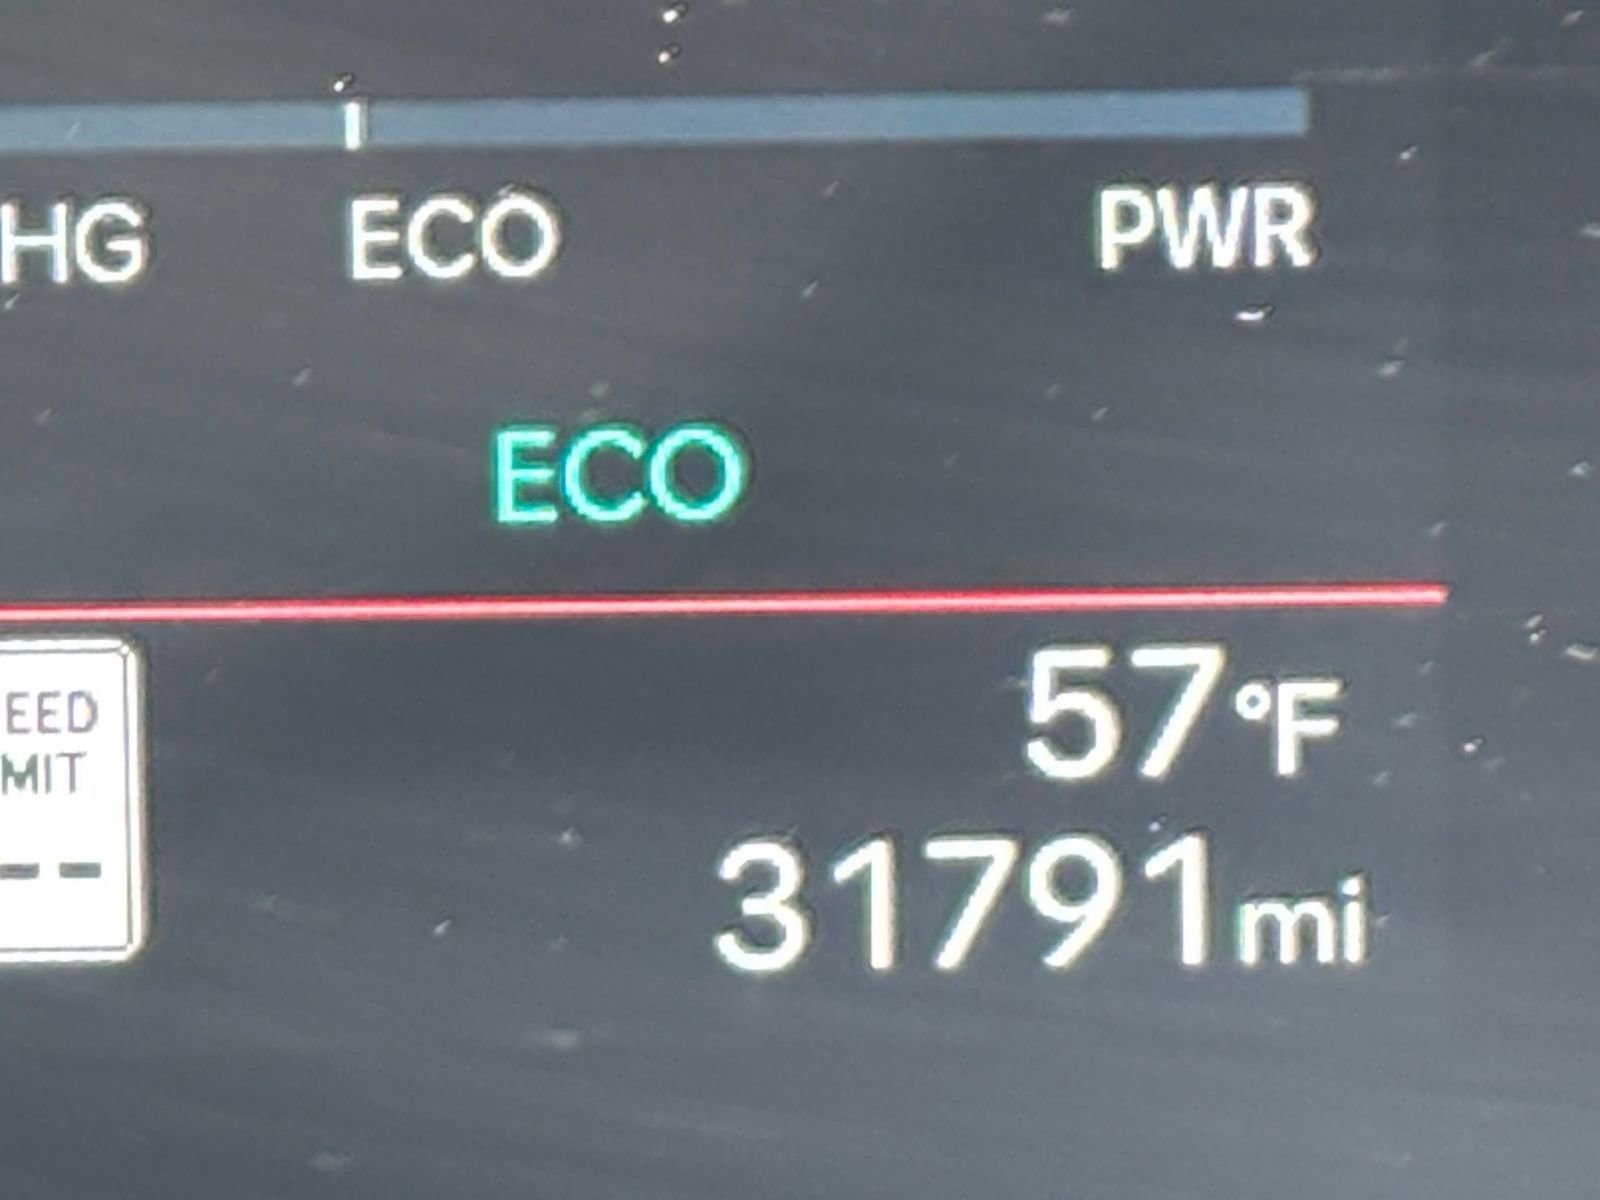 HG ECO PWR
ECO
57°F
EED
MIT
--
31791mi